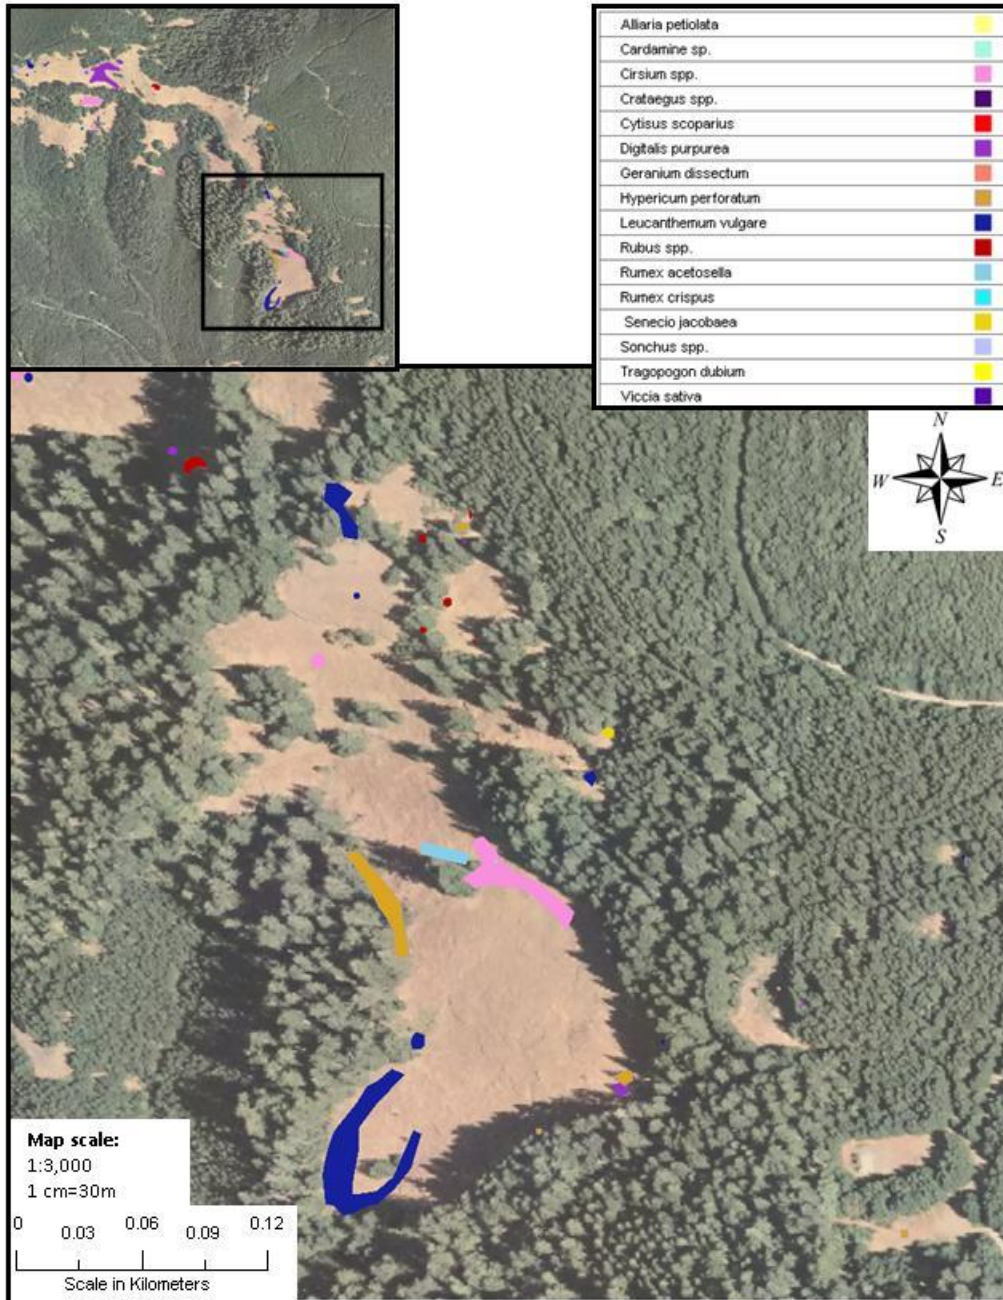 Alliaria petiolata
Cardamine sp.
Cirsium spp.
Crataegus spp.
Cytisus scoparius
Digitalis purpurea
Geranium dissectum
Hypericum perforatum
Leucanthemum vulgare
Rubus spp.
Rumex acetosella
Rumex crispus
Senecio jacobaea
Sonchus spp.
Tragopogon dubium
Viccia sativa
N
W E
S
Map scale:
1:3,000
1 cm=30m
0 0.03 0.06 0.09 0.12
Scale in Kilometers